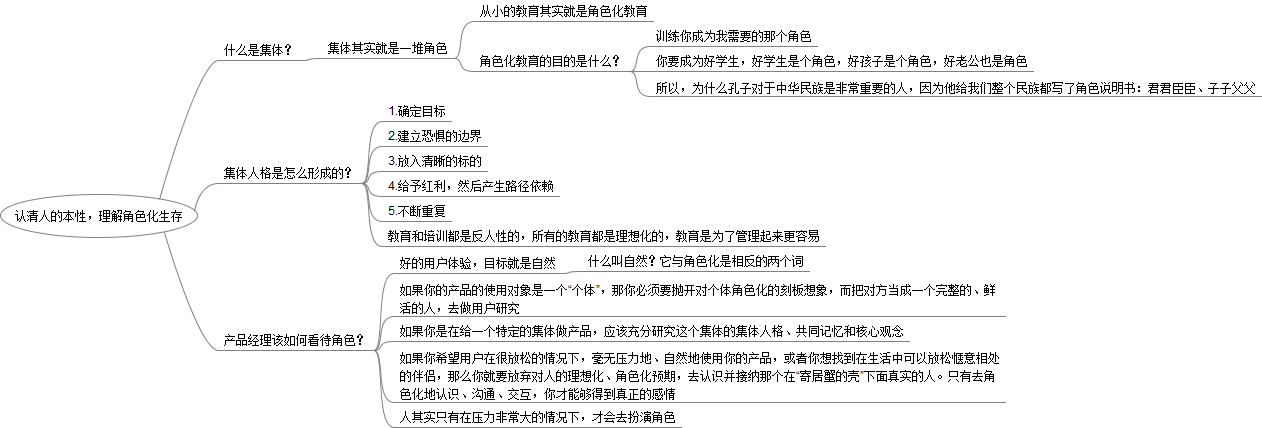 认清人的本性，理解角色化生存
什么是集体？
集体其实就是一堆角色
从小的教育其实就是角色化教育
角色化教育的目的是什么？
训练你成为我需要的那个角色
你要成为好学生，好学生是个角色，好孩子是个角色，好老公也是角色
所以，为什么孔子对于中华民族是非常重要的人，因为他给我们整个民族都写了角色说明书：君君臣臣、子子父父
集体人格是怎么形成的？
1.确定目标
2.建立恐惧的边界
3.放入清晰的标的
4.给予红利，然后产生路径依赖
5.不断重复
教育和培训都是反人性的，所有的教育都是理想化的，教育是为了管理起来更容易
产品经理该如何看待角色？
好的用户体验，目标就是自然
什么叫自然？它与角色化是相反的两个词
如果你的产品的使用对象是一个“个体”，那你必须要抛开对个体角色化的刻板想象，而把对方当成一个完整的、鲜
活的人，去做用户研究
如果你是在给一个特定的集体做产品，应该充分研究这个集体的集体人格、共同记忆和核心观念
如果你希望用户在很放松的情况下，毫无压力地、自然地使用你的产品，或者你想找到在生活中可以放松惬意相处
的伴侣，那么你就要放弃对人的理想化、角色化预期，去认识并接纳那个在“寄居蟹的壳”下面真实的人。只有去角
色化地认识、沟通、交互，你才能够得到真正的感情
人其实只有在压力非常大的情况下，才会去扮演角色